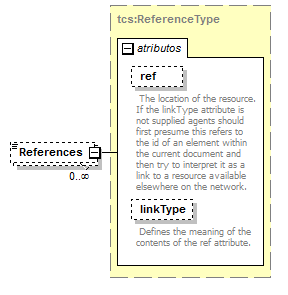 tcs:ReferenceType
atributos
ref
The location of the resource.
If the linkType attribute is
not supplied agents should
first presume this refers to
the id of an element within
the current document and
then try to interpret it as a
link to a resource available
elsewhere on the network.
References
0..∞
linkType
Defines the meaning of the
contents of the ref attribute.